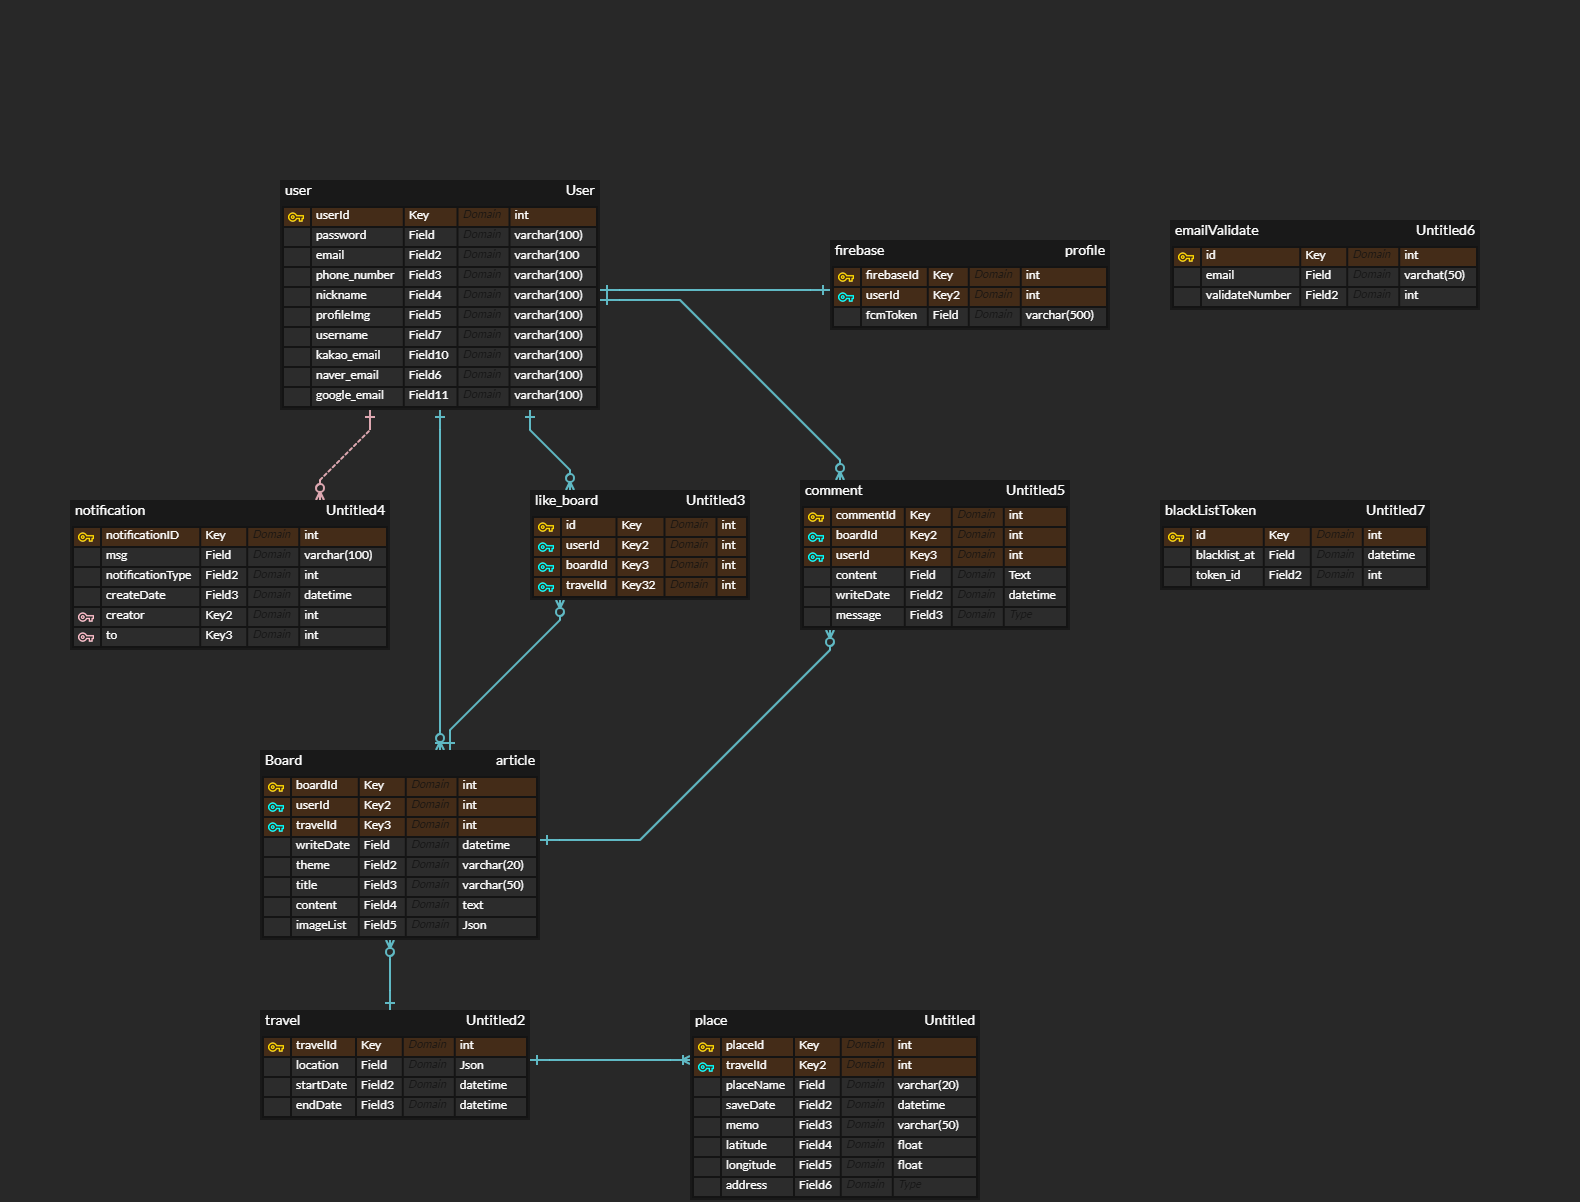 user User
userId Key Domain int
password Field Domain varchar(100)
email Field2 Domain varchar(100
phone_number Field3 Domain varchar(100)
nickname Field4 Domain varchar(100)
profileImg Field5 Domain varchar(100)
username Field7 Domain varchar(100)
kakao_email Field10 Domain varchar(100)
naver_email Field6 Domain varchar(100)
google_email Field11 Domain varchar(100)
firebase profile
firebaseId Key Domain int
userId Key2 Domain int
fcmToken Field Domain varchar(500)
emailValidate Untitled6
id Key Domain int
email Field Domain varchat(50)
validateNumber Field2 Domain int
notification Untitled4
notificationID Key Domain int
msg Field Domain varchar(100)
notificationType Field2 Domain int
createDate Field3 Domain datetime
creator Key2 Domain int
to Key3 Domain int
like_board Untitled3
id Key Domain int
userId Key2 Domain int
boardId Key3 Domain int
travelId Key32 Domain int
comment Untitled5
commentId Key Domain int
boardId Key2 Domain int
userId Key3 Domain int
content Field Domain Text
writeDate Field2 Domain datetime
message Field3 Domain Type
blackListToken Untitled7
id Key Domain int
blacklist_at Field Domain datetime
token_id Field2 Domain int
Board article
boardId Key Domain int
userId Key2 Domain int
travelId Key3 Domain int
writeDate Field Domain datetime
theme Field2 Domain varchar(20)
title Field3 Domain varchar(50)
content Field4 Domain text
imageList Field5 Domain Json
travel Untitled2
travelId Key Domain int
location Field Domain Json
startDate Field2 Domain datetime
endDate Field3 Domain datetime
place Untitled
placeId Key Domain int
travelId Key2 Domain int
placeName Field Domain varchar(20)
saveDate Field2 Domain datetime
memo Field3 Domain varchar(50)
latitude Field4 Domain float
longitude Field5 Domain float
address Field6 Domain Type